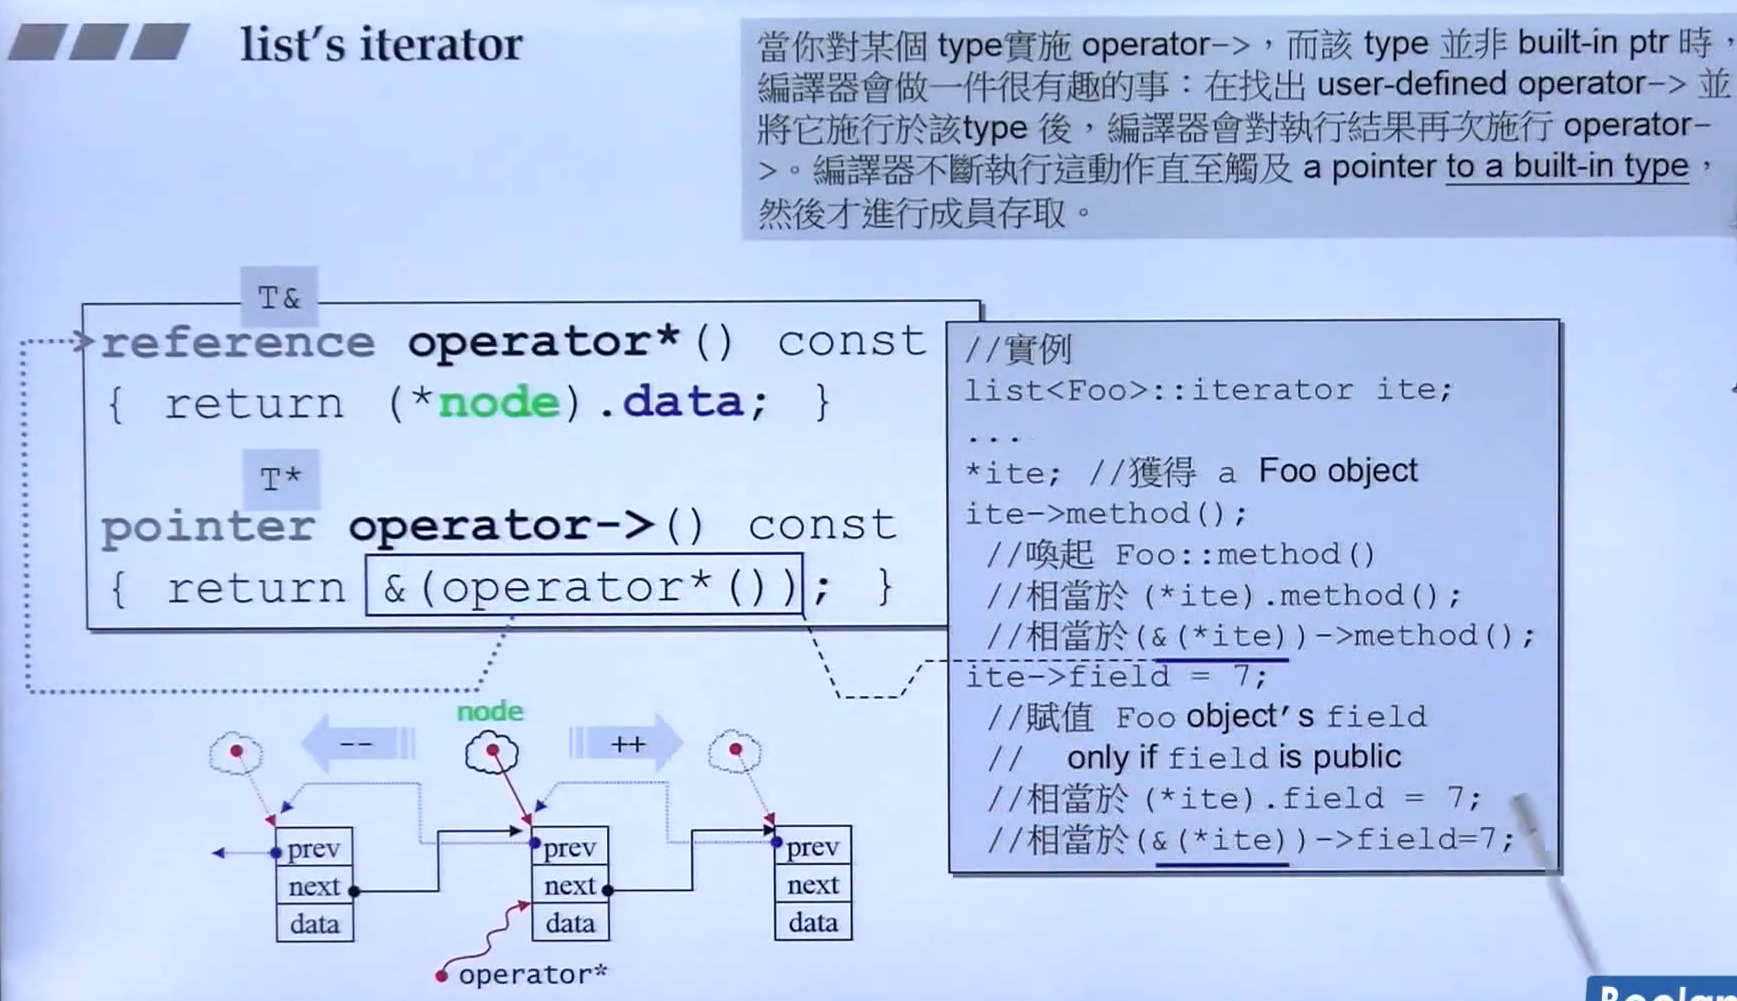 list's iterator
當你對某個 type實施 operator->，而該 type 並非 built-in ptr 時，
編譯器會做一件很有趣的事：在找出 user-defined operator-> 並
將它施行於該type 後，編譯器會對執行結果再次施行 operator-
>。編譯器不斷執行這動作直至觸及 a pointer to a built-in type，
然後才進行成員存取。
T&
reference operator*() const
{ return (*node).data; }
T*
pointer operator->() const
{ return &(operator*()); }
//實例
list<Foo>::iterator ite;
...
*ite; //獲得 a Foo object
ite->method();
//喚起 Foo::method()
//相當於 (*ite).method();
//相當於(&(*ite))->method();
ite->field = 7;
//賦值 Foo object's field
// only if field is public
//相當於 (*ite).field = 7;
//相當於(&(*ite))->field=7;
node
--
++
prev
next
data
prev
next
data
prev
next
data
operator*